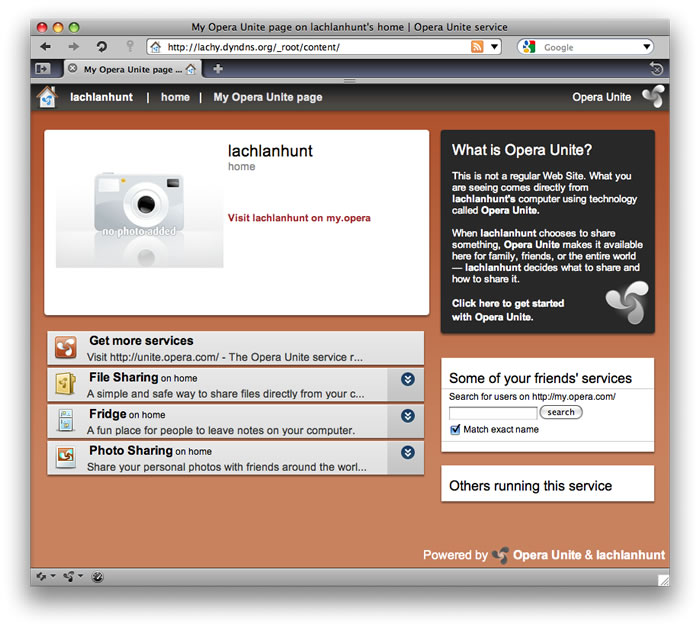 My Opera Unite page on lachlanhunt's home | Opera Unite service
http://lachy.dyndns.org/_root/content/
Google
My Opera Unite page ...
lachlanhunt | home | My Opera Unite page
Opera Unite
no photo added
lachlanhunt
home
Visit lachlanhunt on my.opera
What is Opera Unite?
This is not a regular Web Site. What you
are seeing comes directly from
lachlanhunt's computer using technology
called Opera Unite.
When lachlanhunt chooses to share
something, Opera Unite makes it available
here for family, friends, or the entire world
— lachlanhunt decides what to share and
how to share it.
Click here to get started
with Opera Unite.
Get more services
Visit http://unite.opera.com/ - The Opera Unite service r...
File Sharing on home
A simple and safe way to share files directly from your c...
Fridge on home
A fun place for people to leave notes on your computer.
Photo Sharing on home
Share your personal photos with friends around the worl...
Some of your friends' services
Search for users on http://my.opera.com/
search
Match exact name
Others running this service
Powered by Opera Unite & lachlanhunt